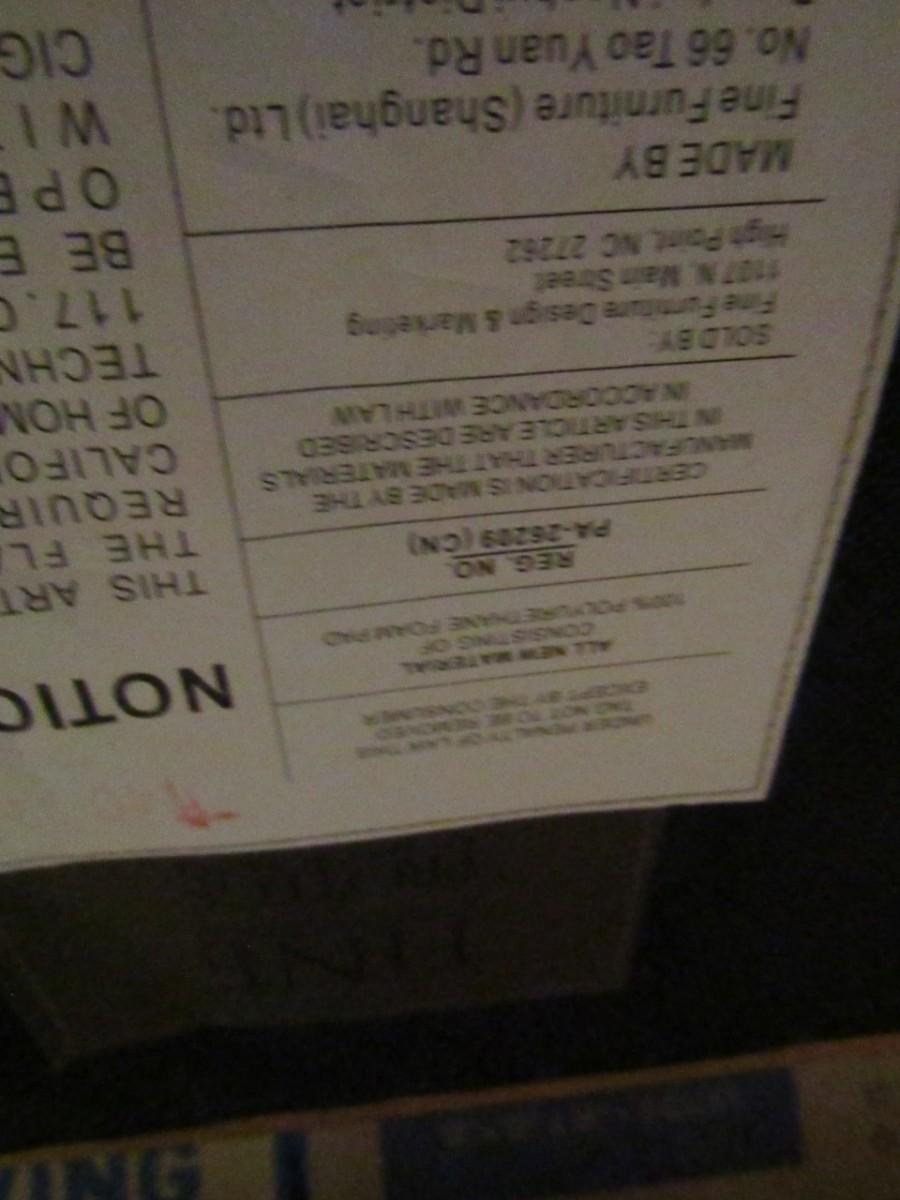 UNDER PENALTY OF LAW THIS
TAG NOT TO BE REMOVED
EXCEPT BY THE CONSUMER
ALL NEW MATERIAL
CONSISTING OF
100% POLYURETHANE FOAM PAD
REG. NO.
PA-26209 (CN)
CERTIFICATION IS MADE BY THE
MANUFACTURER THAT THE MATERIALS
IN THIS ARTICLE ARE DESCRIBED
IN ACCORDANCE WITH LAW
SOLD BY:
Fine Furniture Design & Marketing
1107 N. Main Street
High Point, NC 27262
MADE BY
Fine Furniture (Shanghai) Ltd.
No. 66 Tao Yuan Rd.
District
NOTIC
THIS ART
THE FLA
REQUIR
CALIFO
OF HOM
TECHN
117.
BE E
OPE
WI
CIG
FINE
VING